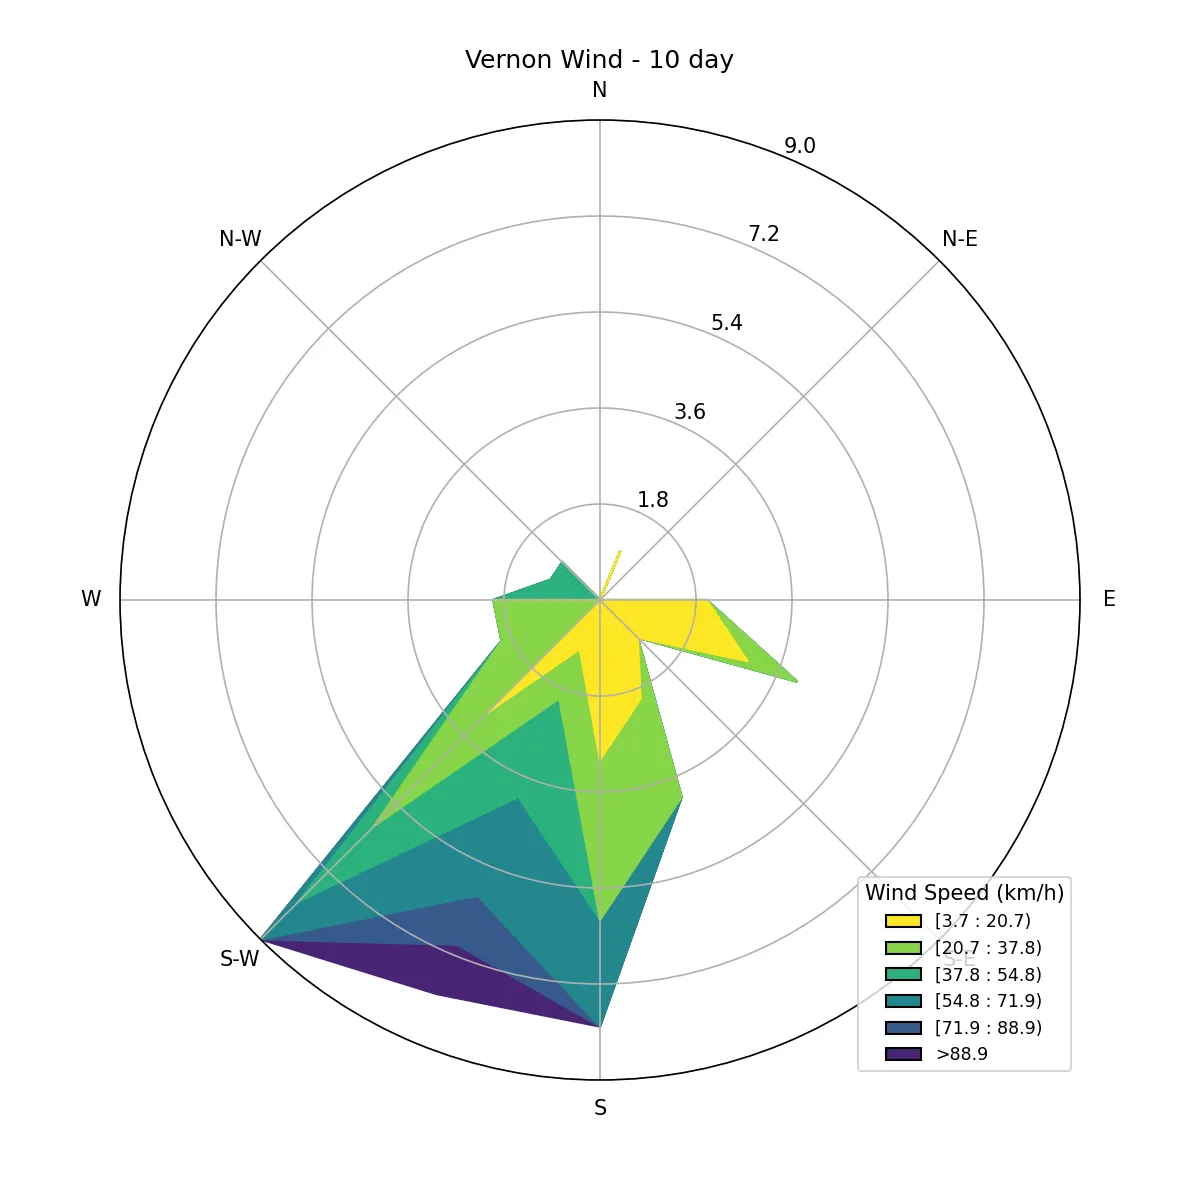 Vernon Wind - 10 day
N
9.0
N-W
7.2
N-E
5.4
3.6
1.8
W
E
Wind Speed (km/h)
[3.7 : 20.7)
[20.7 : 37.8)
S-W
S-E
[37.8 : 54.8)
[54.8 : 71.9)
[71.9 : 88.9)
>88.9
S